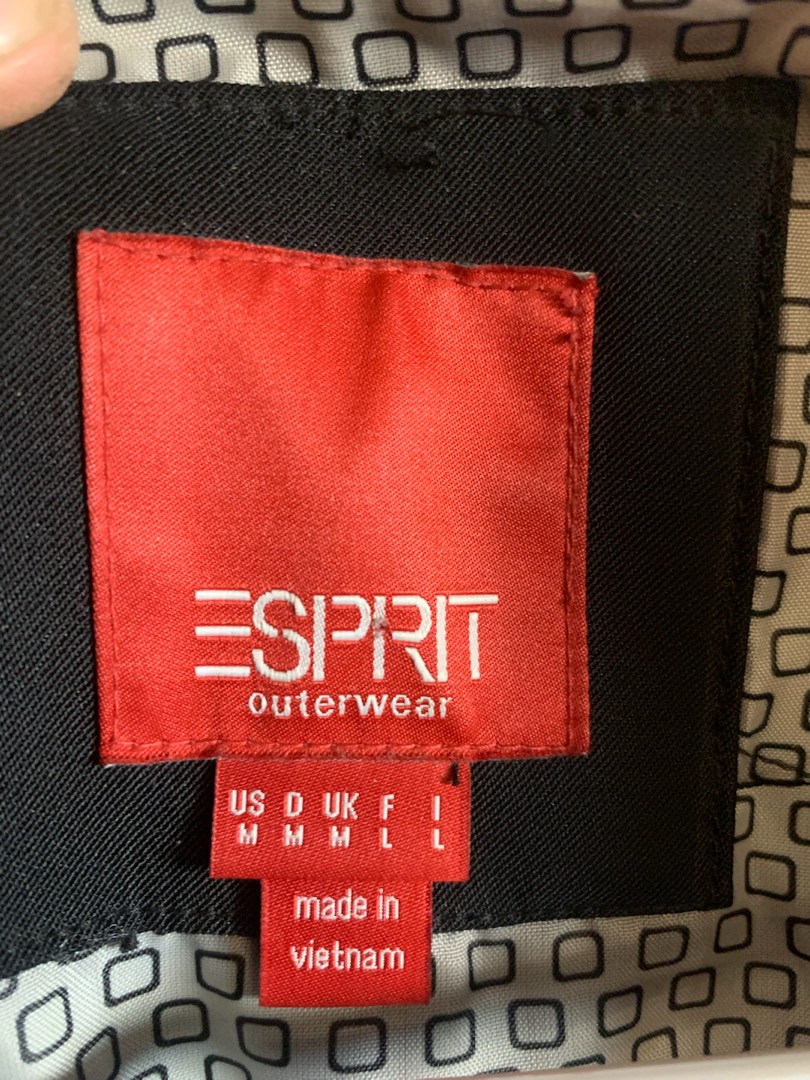 ESPRIT
outerwear
US D UK F I
M M M L L
made in
vietnam